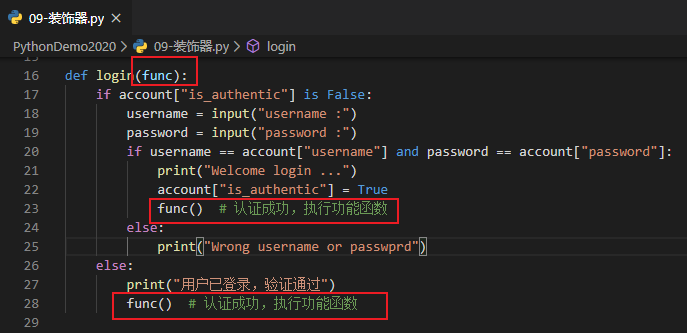 09-装饰器.py ×
PythonDemo2020 > 09-装饰器.py > login
16 def login(func):
17 if account["is_authentic"] is False:
18 username = input("username :")
19 password = input("password :")
20 if username == account["username"] and password == account["password"]:
21 print("Welcome login ...")
22 account["is_authentic"] = True
23 func() # 认证成功，执行功能函数
24 else:
25 print("Wrong username or passwprd")
26 else:
27 print("用户已登录，验证通过")
28 func() # 认证成功，执行功能函数
29